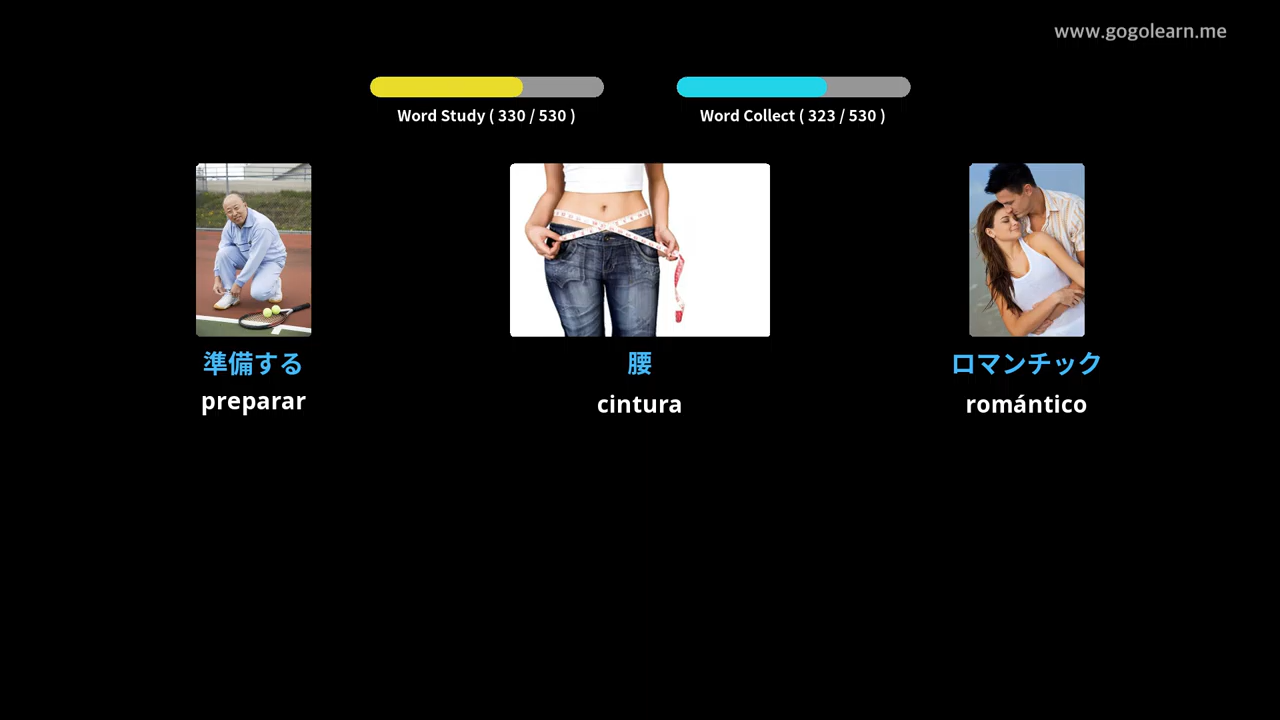 www.gogolearn.me
Word Study ( 330 / 530 )
Word Collect ( 323 / 530 )
準備する
preparar
腰
cintura
ロマンチック
romántico